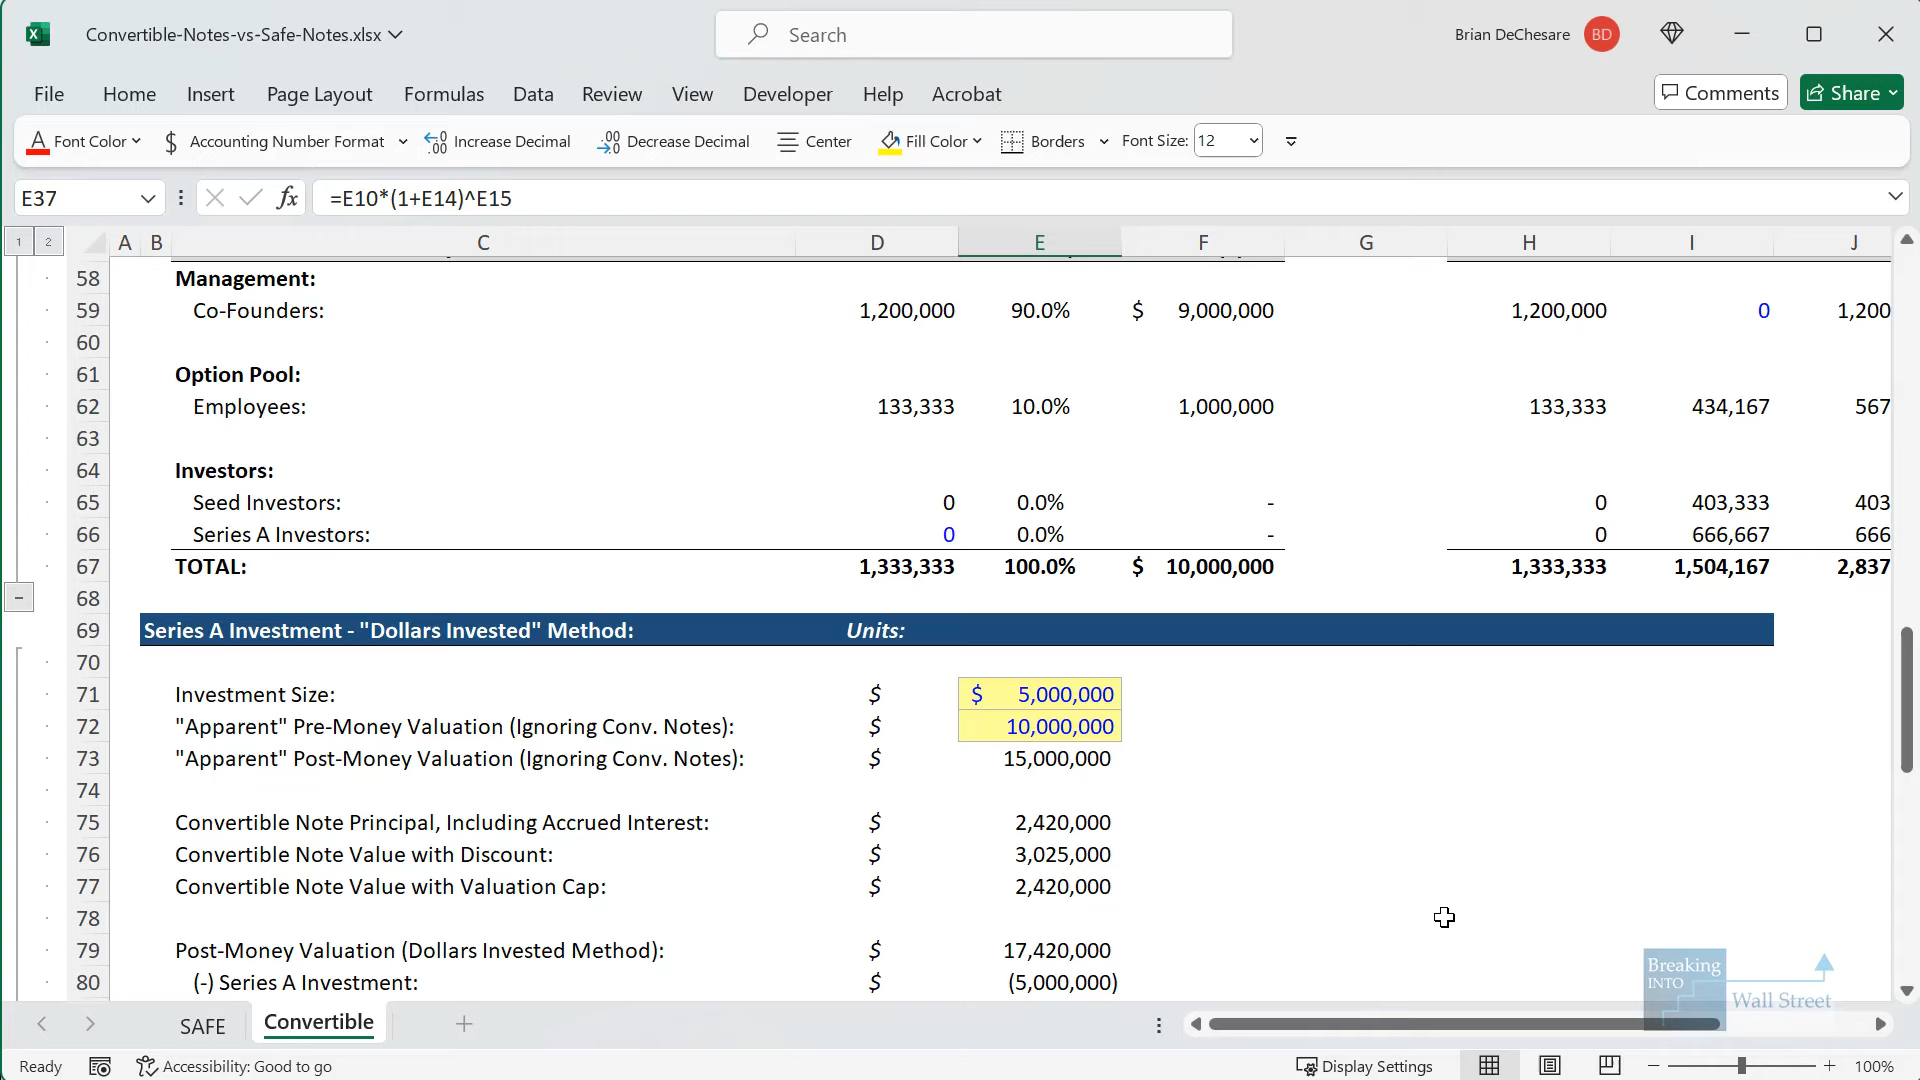 Convertible-Notes-vs-Safe-Notes.xlsx
Search
Brian DeChesare BD
File Home Insert Page Layout Formulas Data Review View Developer Help Acrobat Comments Share
Font Color $ Accounting Number Format Increase Decimal Decrease Decimal Center Fill Color Borders Font Size: 12
E37 fx =E10*(1+E14)^E15
1 2 A B C D E F G H I J
58 Management:
59 Co-Founders: 1,200,000 90.0% $ 9,000,000 1,200,000 0 1,200
60
61 Option Pool:
62 Employees: 133,333 10.0% 1,000,000 133,333 434,167 567
63
64 Investors:
65 Seed Investors: 0 0.0% - 0 403,333 403
66 Series A Investors: 0 0.0% - 0 666,667 666
67 TOTAL: 1,333,333 100.0% $ 10,000,000 1,333,333 1,504,167 2,837
68
69 Series A Investment - "Dollars Invested" Method: Units:
70
71 Investment Size: $ $ 5,000,000
72 "Apparent" Pre-Money Valuation (Ignoring Conv. Notes): $ 10,000,000
73 "Apparent" Post-Money Valuation (Ignoring Conv. Notes): $ 15,000,000
74
75 Convertible Note Principal, Including Accrued Interest: $ 2,420,000
76 Convertible Note Value with Discount: $ 3,025,000
77 Convertible Note Value with Valuation Cap: $ 2,420,000
78
79 Post-Money Valuation (Dollars Invested Method): $ 17,420,000
80 (-) Series A Investment: $ (5,000,000)
Breaking
INTO
Wall Street
SAFE Convertible
Ready Accessibility: Good to go Display Settings 100%